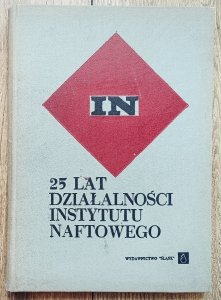 IN
25 LAT
DZIAŁALNOŚCI
INSTYTUTU
NAFTOWEGO
WYDAWNICTWO "ŚLĄSK"